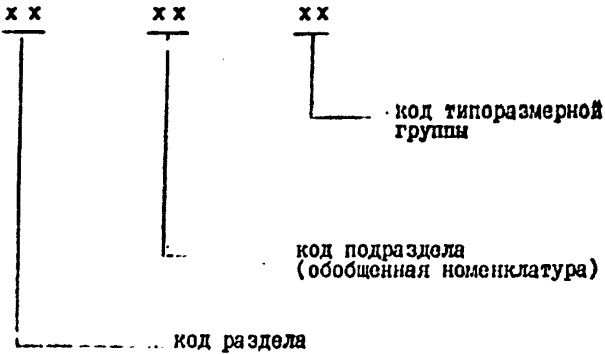 х х х х х х
код типоразмерной
группы
код подраздела
(обобщенная номенклатура)
код раздела